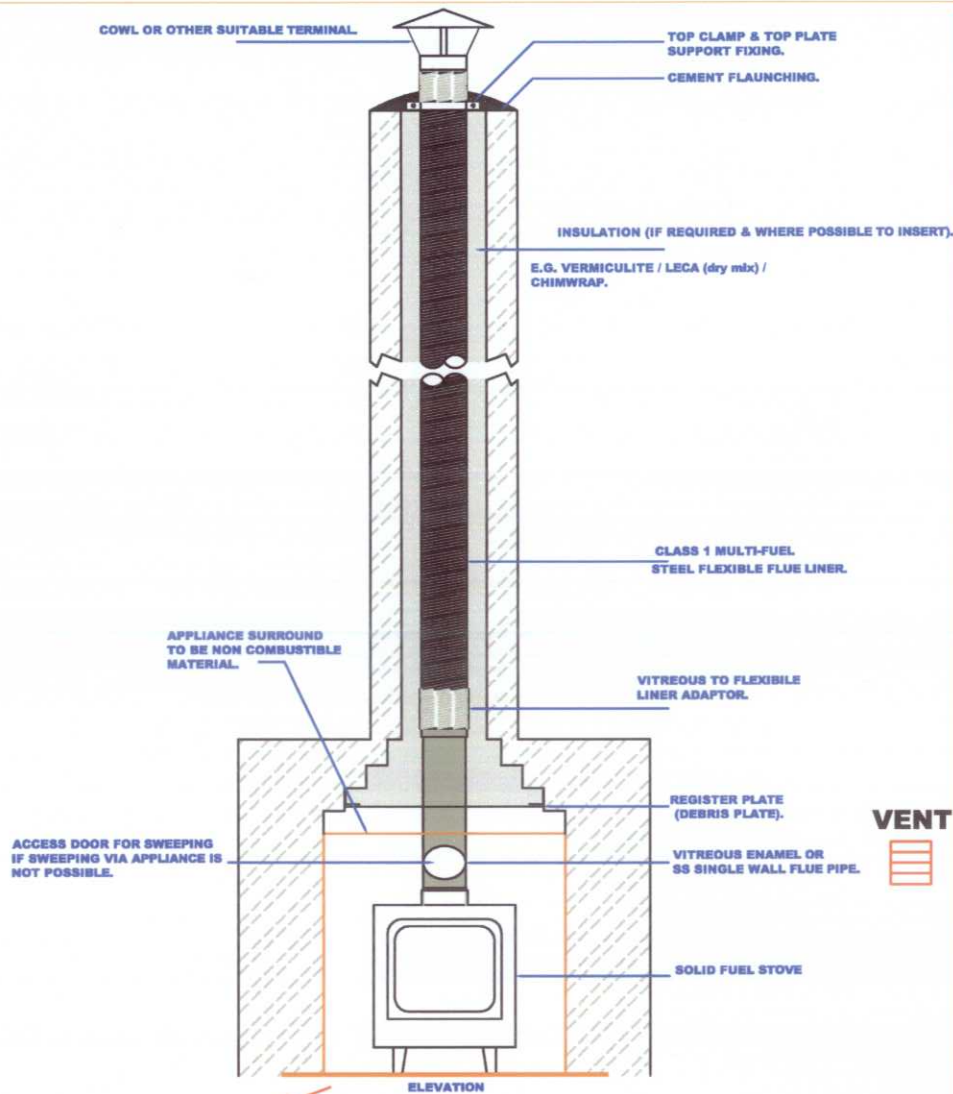 COWL OR OTHER SUITABLE TERMINAL.
TOP CLAMP & TOP PLATE
SUPPORT FIXING.
CEMENT FLAUNCHING.
INSULATION (IF REQUIRED & WHERE POSSIBLE TO INSERT).
E.G. VERMICULITE / LECA (dry mix) /
CHIMWRAP.
CLASS 1 MULTI-FUEL
STEEL FLEXIBLE FLUE LINER.
APPLIANCE SURROUND
TO BE NON COMBUSTIBLE
MATERIAL.
VITREOUS TO FLEXIBILE
LINER ADAPTOR.
REGISTER PLATE
(DEBRIS PLATE).
VENT
ACCESS DOOR FOR SWEEPING
IF SWEEPING VIA APPLIANCE IS
NOT POSSIBLE.
VITREOUS ENAMEL OR
SS SINGLE WALL FLUE PIPE.
SOLID FUEL STOVE
ELEVATION